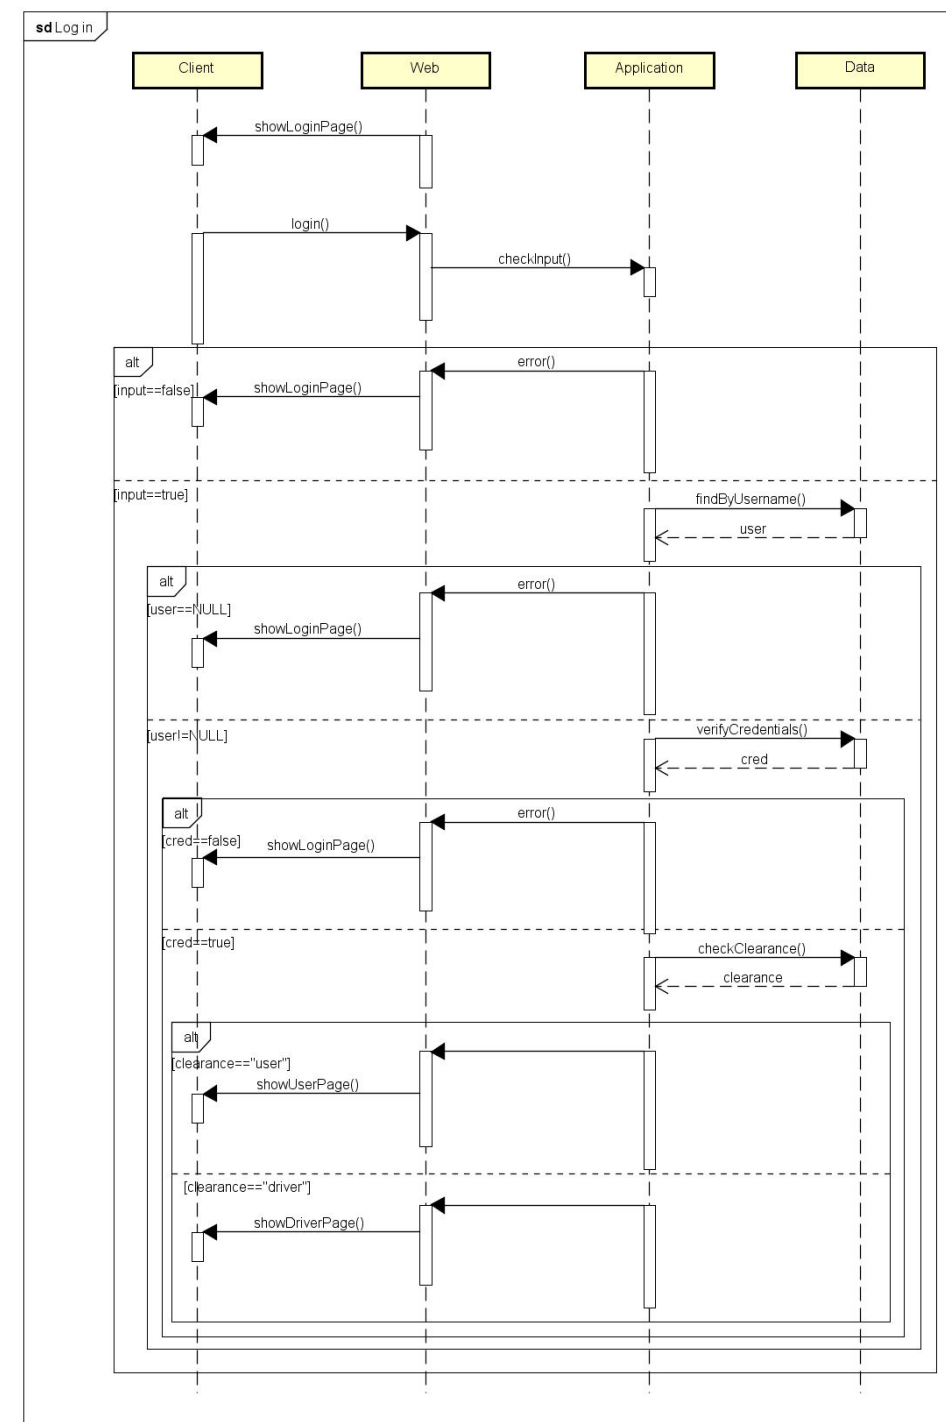 sd Log in
Client Web Application Data
showLoginPage()
login()
checkInput()
alt
error()
[input==false]
showLoginPage()
[input==true]
findByUsername()
user
alt
error()
[user==NULL]
showLoginPage()
[user!=NULL]
verifyCredentials()
cred
alt
error()
[cred==false]
showLoginPage()
[cred==true]
checkClearance()
clearance
alt
[clearance=="user"]
showUserPage()
[clearance=="driver"]
showDriverPage()